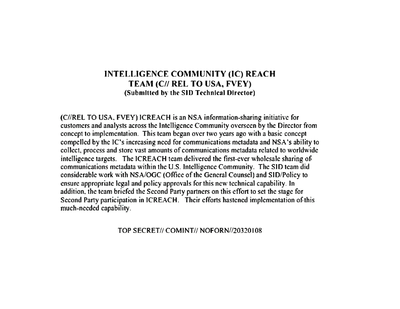 INTELLIGENCE COMMUNITY (IC) REACH
TEAM (C// REL TO USA, FVEY)
(Submitted by the SID Technical Director)
(C//REL TO USA, FVEY) ICREACH is an NSA information-sharing initiative for
customers and analysts across the Intelligence Community overseen by the Director from
concept to implementation. This team began over two years ago with a basic concept
compelled by the IC's increasing need for communications metadata and NSA's ability to
collect, process and store vast amounts of communications metadata related to worldwide
intelligence targets. The ICREACH team delivered the first-ever wholesale sharing of
communications metadata within the U.S. Intelligence Community. The SID team did
considerable work with NSA/OGC (Office of the General Counsel) and SID/Policy to
ensure appropriate legal and policy approvals for this new technical capability. In
addition, the team briefed the Second Party partners on this effort to set the stage for
Second Party participation in ICREACH. Their efforts hastened implementation of this
much-needed capability.
TOP SECRET// COMINT// NOFORN//20320108